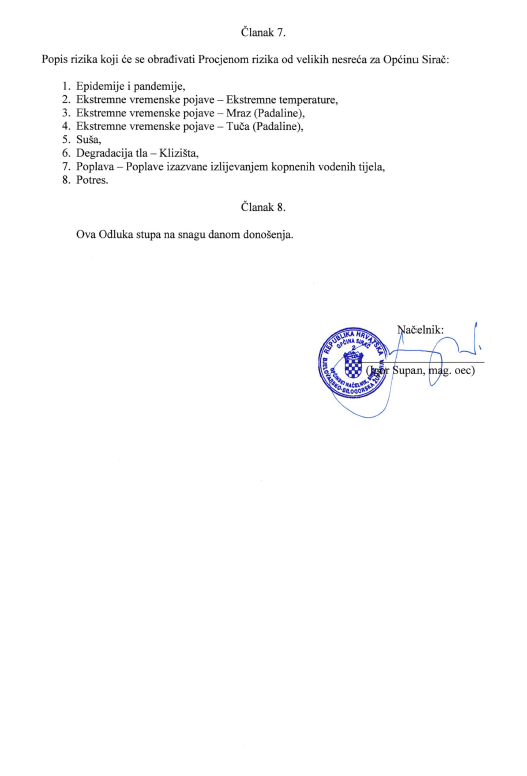 Članak 7.
Popis rizika koji će se obrađivati Procjenom rizika od velikih nesreća za Općinu Sirač:
1. Epidemije i pandemije,
2. Ekstremne vremenske pojave – Ekstremne temperature,
3. Ekstremne vremenske pojave – Mraz (Padaline),
4. Ekstremne vremenske pojave – Tuča (Padaline),
5. Suša,
6. Degradacija tla – Klizišta,
7. Poplava – Poplave izazvane izlijevanjem kopnenih vodenih tijela,
8. Potres.
Članak 8.
Ova Odluka stupa na snagu danom donošenja.
Načelnik:
REPUBLIKA HRVATSKA
OPĆINA SIRAČ
2
OPĆINSKI NAČELNIK,
BJELOVARSKO-BILOGORSKA ŽUPANIJA
(Igor Supan, mag. oec)